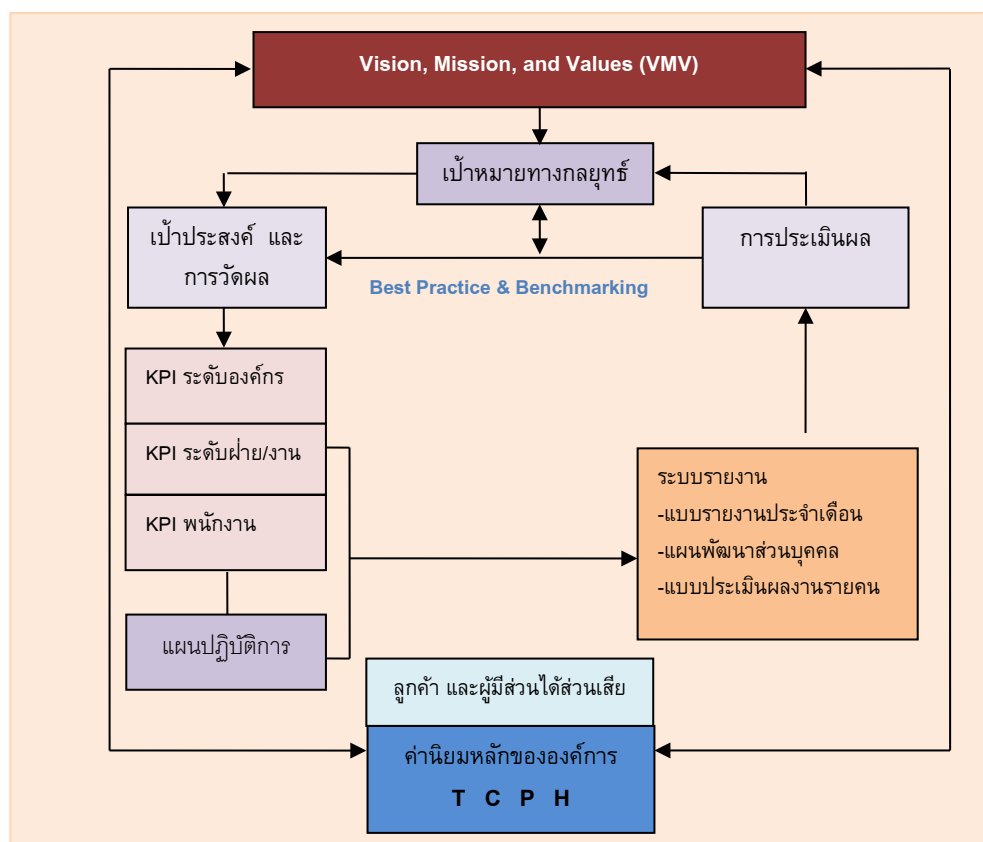 Vision, Mission, and Values (VMV)
เป้าหมายทางกลยุทธ์
เป้าประสงค์ และ
การวัดผล
การประเมินผล
Best Practice & Benchmarking
KPI ระดับองค์กร
KPI ระดับฝ่าย/งาน
KPI พนักงาน
แผนปฏิบัติการ
ระบบรายงาน
-แบบรายงานประจำเดือน
-แผนพัฒนาส่วนบุคคล
-แบบประเมินผลงานรายคน
ลูกค้า และผู้มีส่วนได้ส่วนเสีย
ค่านิยมหลักขององค์การ
T C P H